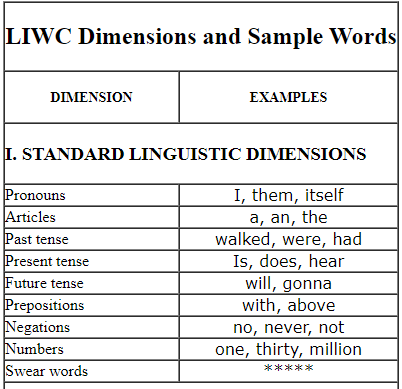 LIWC Dimensions and Sample Words
DIMENSION EXAMPLES
I. STANDARD LINGUISTIC DIMENSIONS
Pronouns I, them, itself
Articles a, an, the
Past tense walked, were, had
Present tense Is, does, hear
Future tense will, gonna
Prepositions with, above
Negations no, never, not
Numbers one, thirty, million
Swear words *****